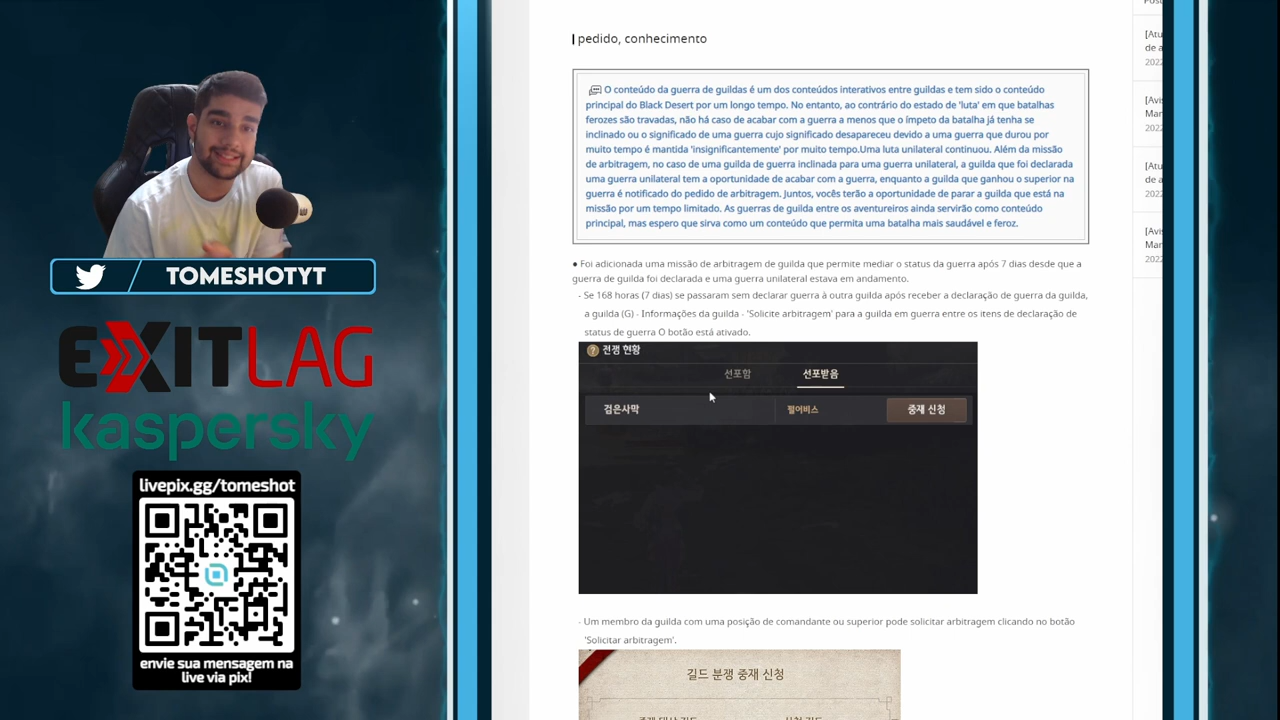 TOMESHOTYT
EXITLAG
kaspersky
livepix.gg/tomeshot
envie sua mensagem na
live via pix!
pedido, conhecimento
O conteúdo da guerra de guildas é um dos conteúdos interativos entre guildas e tem sido o conteúdo
principal do Black Desert por um longo tempo. No entanto, ao contrário do estado de 'luta' em que batalhas
ferozes são travadas, não há caso de acabar com a guerra a menos que o ímpeto da batalha já tenha se
inclinado ou o significado de uma guerra cujo significado desapareceu devido a uma guerra que durou por
muito tempo é mantida 'insignificantemente' por muito tempo.Uma luta unilateral continuou. Além da missão
de arbitragem, no caso de uma guilda de guerra inclinada para uma guerra unilateral, a guilda que foi declarada
uma guerra unilateral tem a oportunidade de acabar com a guerra, enquanto a guilda que ganhou o superior na
guerra é notificado do pedido de arbitragem. Juntos, vocês terão a oportunidade de parar a guilda que está na
missão por um tempo limitado. As guerras de guilda entre os aventureiros ainda servirão como conteúdo
principal, mas espero que sirva como um conteúdo que permita uma batalha mais saudável e feroz.
● Foi adicionada uma missão de arbitragem de guilda que permite mediar o status da guerra após 7 dias desde que a
guerra de guilda foi declarada e uma guerra unilateral estava em andamento.
- Se 168 horas (7 dias) se passaram sem declarar guerra à outra guilda após receber a declaração de guerra da guilda,
a guilda (G) - Informações da guilda - 'Solicite arbitragem' para a guilda em guerra entre os itens de declaração de
status de guerra O botão está ativado.
? 전쟁 현황
선포함 선포받음
검은사막 펄어비스 중재 신청
- Um membro da guilda com uma posição de comandante ou superior pode solicitar arbitragem clicando no botão
'Solicitar arbitragem'.
길드 분쟁 중재 신청
[Atu
de a
2022
[Avis
Mar
2022
[Atu
de a
2022
[Avis
Mar
2022